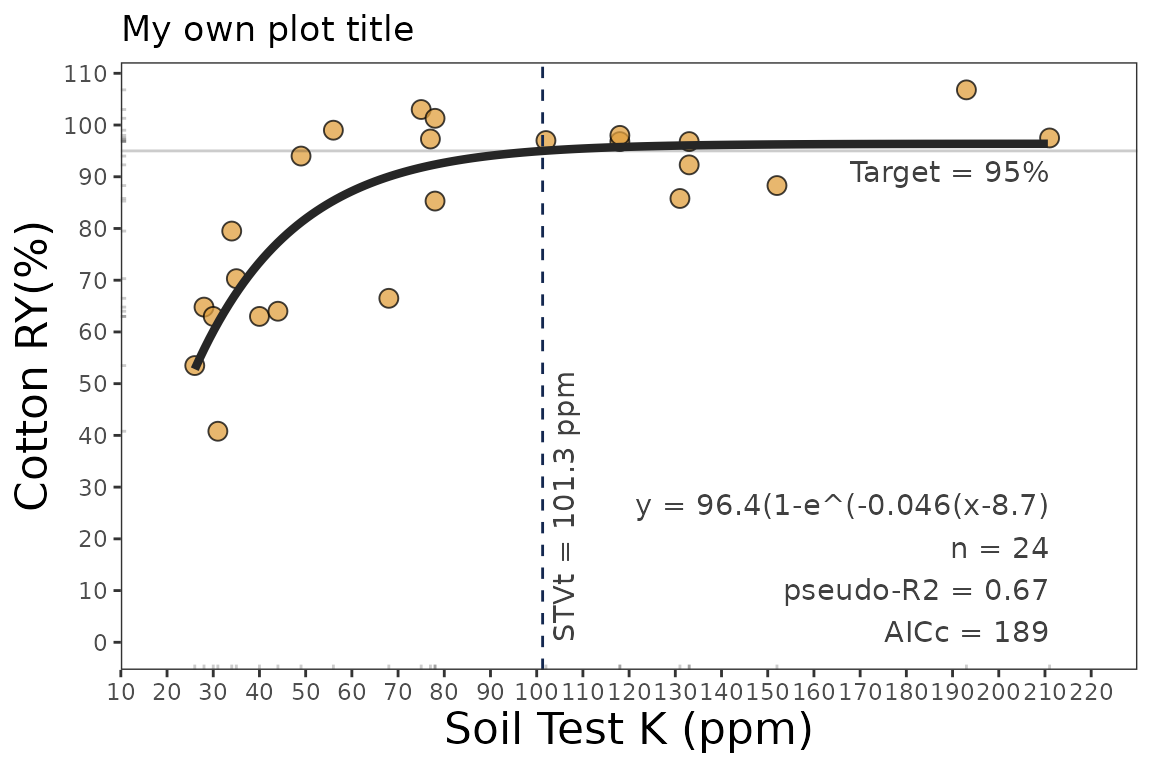 My own plot title
Cotton RY(%)
110
100
90
80
70
60
50
40
30
20
10
0
Target = 95%
STVt = 101.3 ppm
y = 96.4(1-e^(-0.046(x-8.7)
n = 24
pseudo-R2 = 0.67
AICc = 189
10 20 30 40 50 60 70 80 90 100 110 120 130 140 150 160 170 180 190 200 210 220
Soil Test K (ppm)